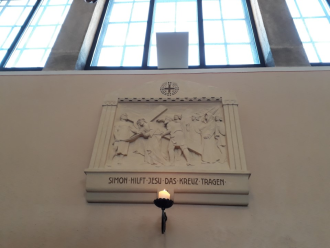 SIMON · HILFT · JESU · DAS · KREUZ · TRAGEN